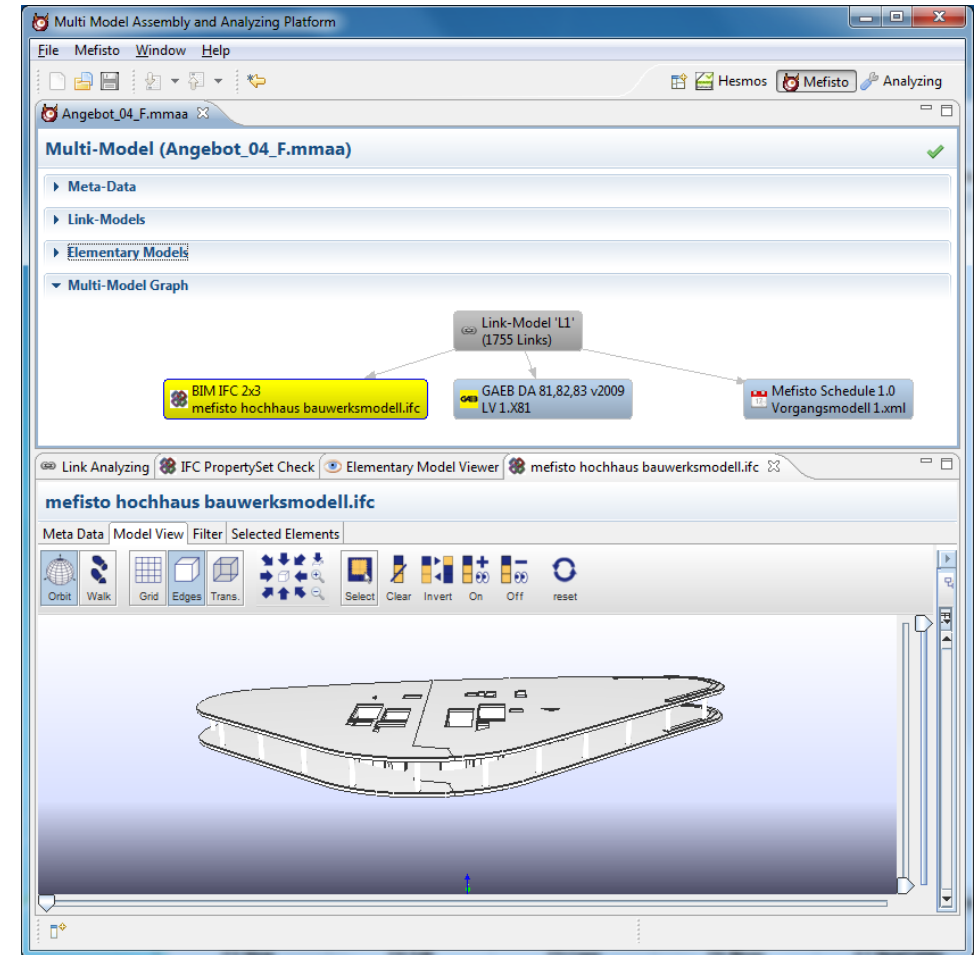 Multi Model Assembly and Analyzing Platform
File Mefisto Window Help
Hesmos Mefisto Analyzing
Angebot_04_F.mmaa
Multi-Model (Angebot_04_F.mmaa)
Meta-Data
Link-Models
Elementary Models
Multi-Model Graph
Link-Model 'L1'
(1755 Links)
BIM IFC 2x3
mefisto hochhaus bauwerksmodell.ifc
GAEB
GAEB DA 81,82,83 v2009
LV 1.X81
12
Mefisto Schedule 1.0
Vorgangsmodell 1.xml
Link Analyzing IFC PropertySet Check Elementary Model Viewer mefisto hochhaus bauwerksmodell.ifc
mefisto hochhaus bauwerksmodell.ifc
Meta Data Model View Filter Selected Elements
Orbit Walk Grid Edges Trans. Select Clear Invert On Off reset